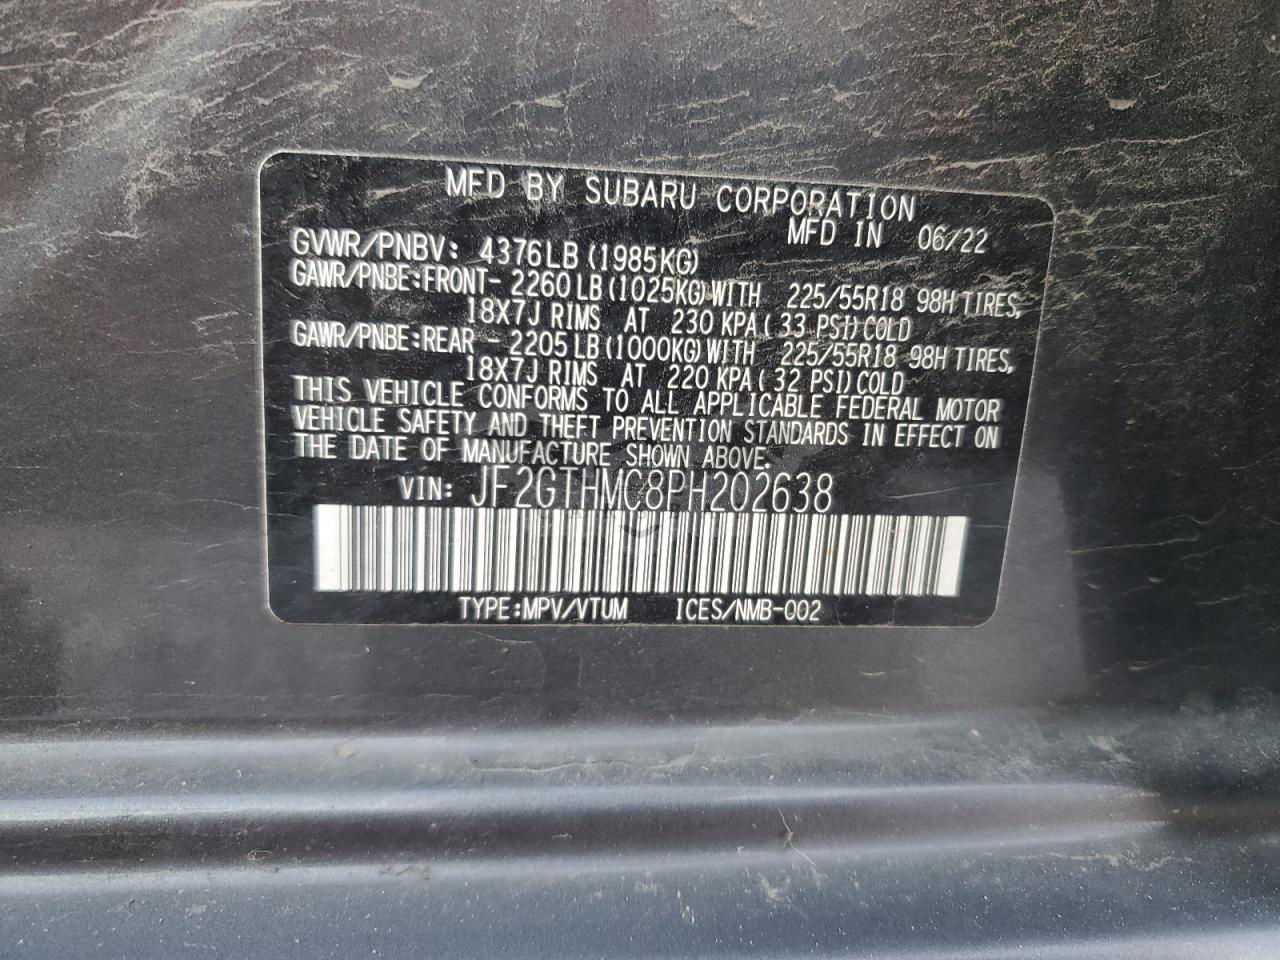 MFD BY SUBARU CORPORATION
MFD IN 06/22
GVWR/PNBV: 4376LB (1985KG)
GAWR/PNBE:FRONT- 2260 LB (1025KG) WITH 225/55R18 98H TIRES,
18X7J RIMS AT 230 KPA ( 33 PSI) COLD
GAWR/PNBE:REAR - 2205 LB (1000KG) WITH 225/55R18 98H TIRES,
18X7J RIMS AT 220 KPA ( 32 PSI) COLD
THIS VEHICLE CONFORMS TO ALL APPLICABLE FEDERAL MOTOR
VEHICLE SAFETY AND THEFT PREVENTION STANDARDS IN EFFECT ON
THE DATE OF MANUFACTURE SHOWN ABOVE.
VIN: JF2GTHMC8PH202638
TYPE:MPV/VTUM ICES/NMB-002